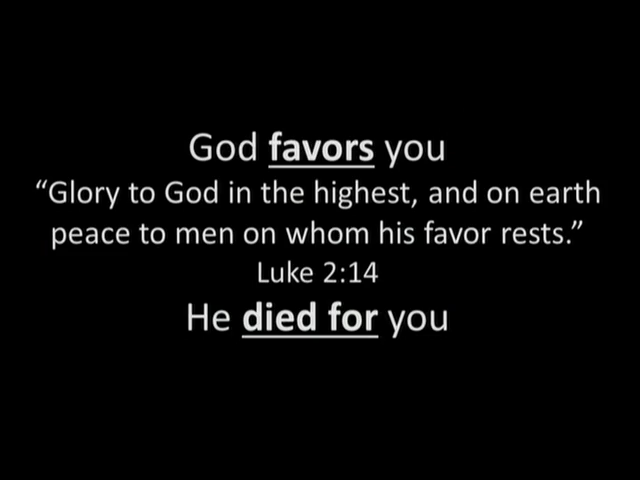 God favors you
“Glory to God in the highest, and on earth
peace to men on whom his favor rests.”
Luke 2:14
He died for you